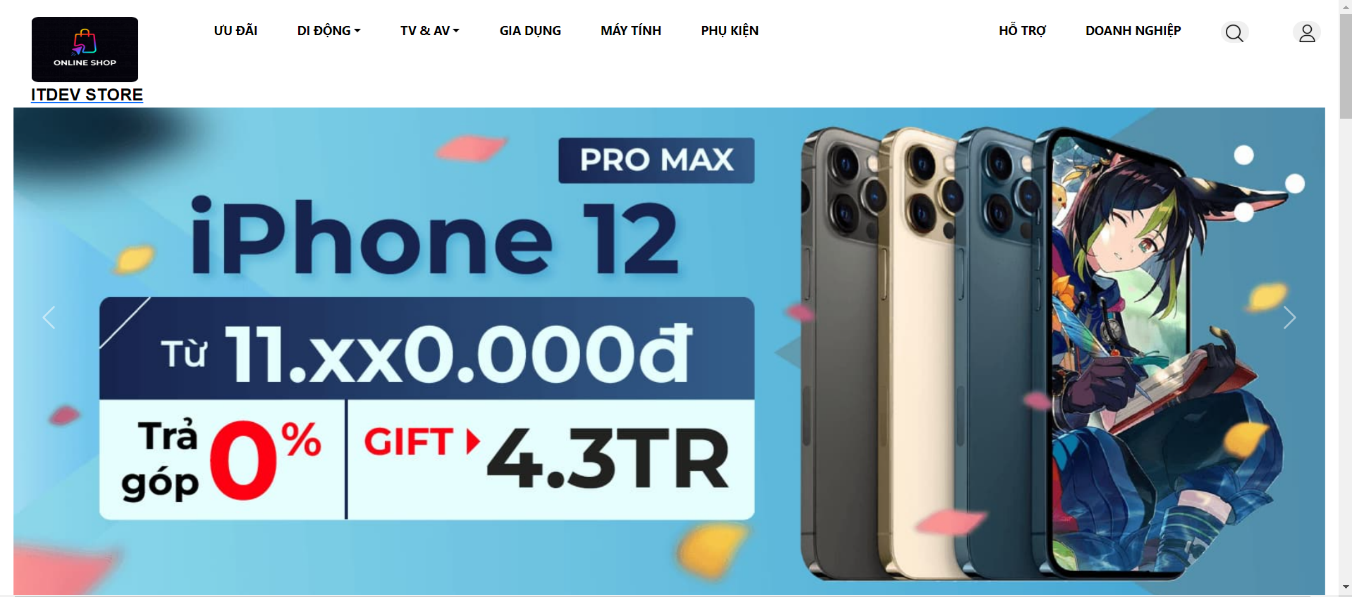 ONLINE SHOP
ITDEV STORE
ƯU ĐÃI
DI ĐỘNG
TV & AV
GIA DỤNG
MÁY TÍNH
PHỤ KIỆN
HỖ TRỢ
DOANH NGHIỆP
PRO MAX
iPhone 12
Từ 11.xx0.000đ
Trả góp 0%
GIFT 4.3TR